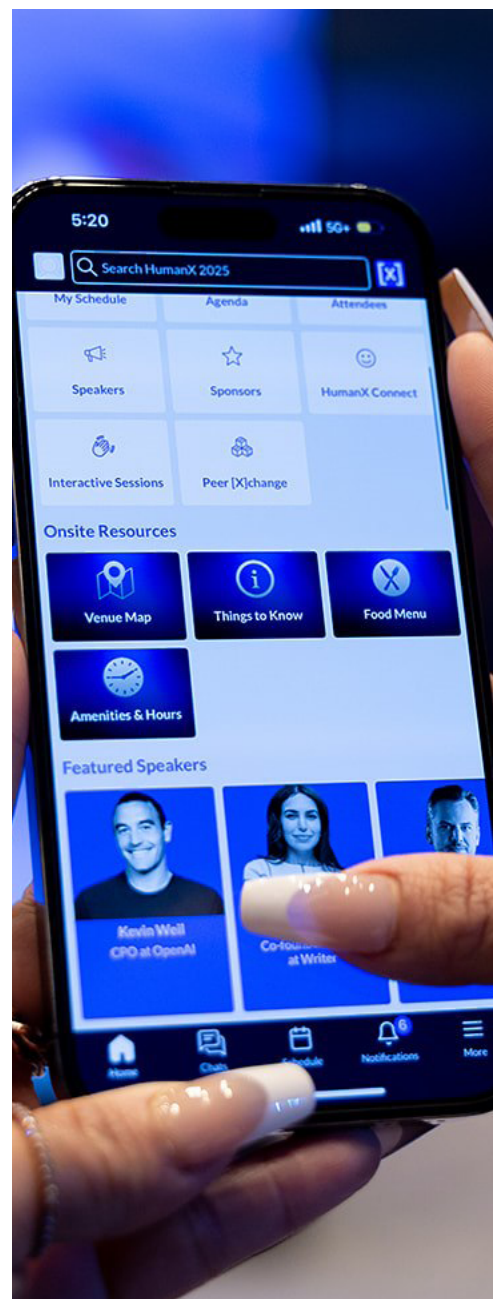 5:20
5G+
Search HumanX 2025
[X]
My Schedule
Agenda
Attendees
Speakers
Sponsors
HumanX Connect
Interactive Sessions
Peer [X]change
Onsite Resources
Venue Map
Things to Know
Food Menu
Amenities & Hours
Featured Speakers
Kevin Weil
CPO at OpenAI
at Writer
Home
Chats
Schedule
6
Notifications
More